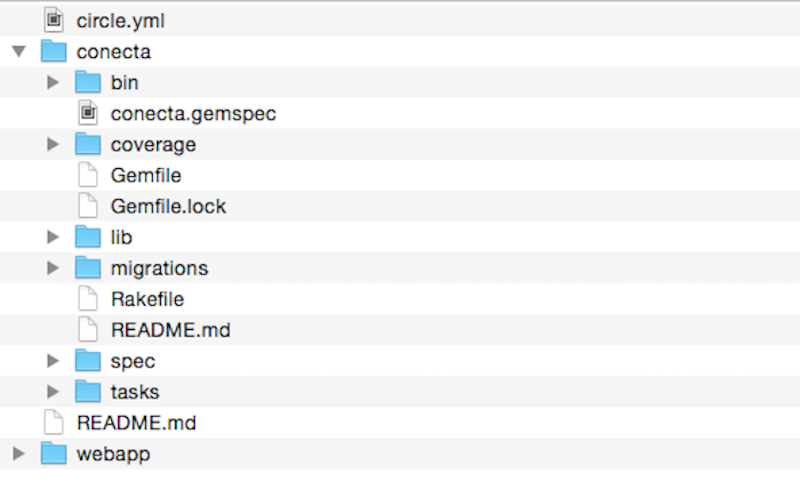 circle.yml
conecta
bin
conecta.gemspec
coverage
Gemfile
Gemfile.lock
lib
migrations
Rakefile
README.md
spec
tasks
README.md
webapp